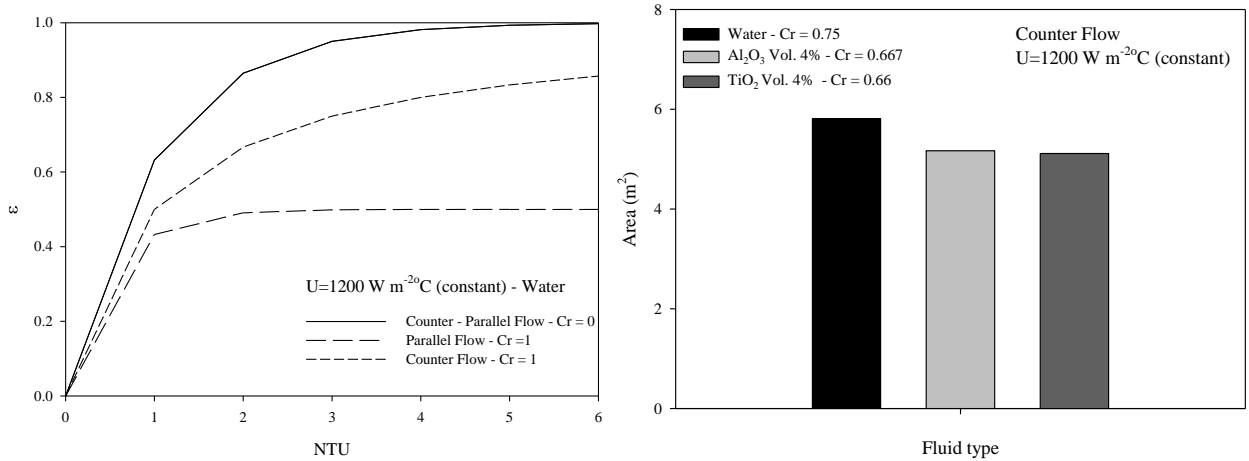 1.0
0.8
0.6
0.4
0.2
0.0
ε
0 1 2 3 4 5 6
NTU
U=1200 W m⁻²ᵒC (constant) - Water
Counter - Parallel Flow - Cr = 0
Parallel Flow - Cr =1
Counter Flow - Cr = 1
8
6
4
2
0
Area (m²)
Water - Cr = 0.75
Al₂O₃ Vol. 4% - Cr = 0.667
TiO₂ Vol. 4% - Cr = 0.66
Counter Flow
U=1200 W m⁻²ᵒC (constant)
Fluid type